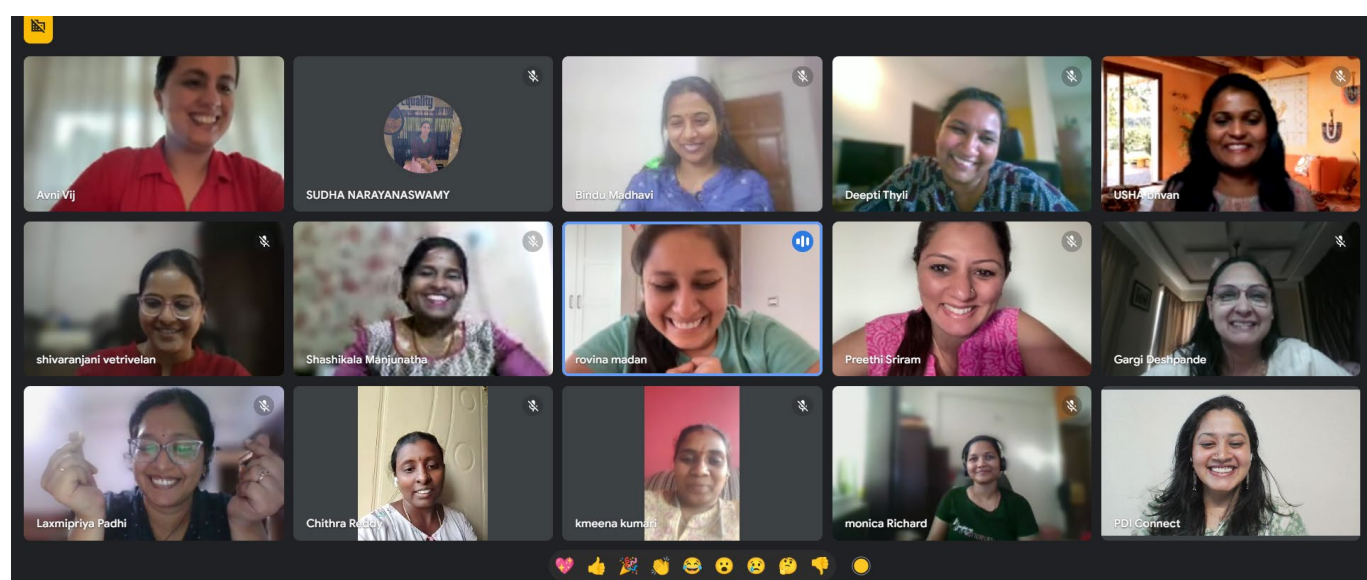 Avni Vij
equality
SUDHA NARAYANASWAMY
Bindu Madhavi
Deepti Thyli
shivaranjani vetrivelan
Shashikala Manjunatha
rovina madan
Preethi Sriram
Gargi Deshpande
Laxmipriya Padhi
Chithra Reddy
kmeena kumari
monica Richard
PDI Connect